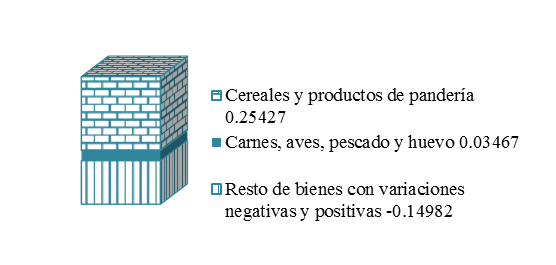 Cereales y productos de pandería
0.25427
Carnes, aves, pescado y huevo 0.03467
Resto de bienes con variaciones
negativas y positivas -0.14982